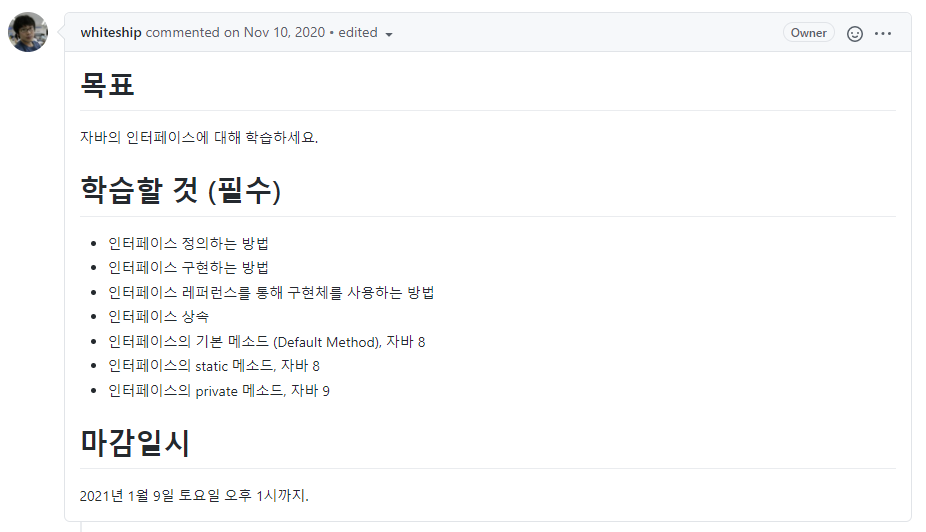 whiteship commented on Nov 10, 2020 • edited Owner
목표
자바의 인터페이스에 대해 학습하세요.
학습할 것 (필수)
인터페이스 정의하는 방법
인터페이스 구현하는 방법
인터페이스 레퍼런스를 통해 구현체를 사용하는 방법
인터페이스 상속
인터페이스의 기본 메소드 (Default Method), 자바 8
인터페이스의 static 메소드, 자바 8
인터페이스의 private 메소드, 자바 9
마감일시
2021년 1월 9일 토요일 오후 1시까지.